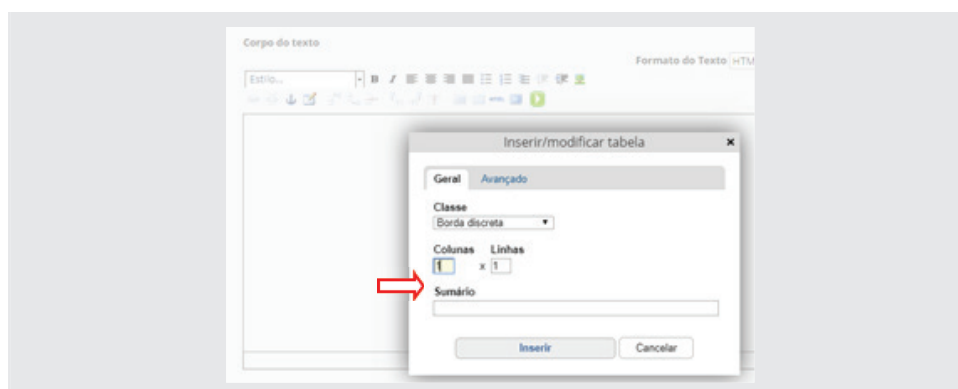 Corpo do texto
Formato do Texto HTM
Estilo...
B I
Inserir/modificar tabela ×
Geral Avançado
Classe
Borda discreta
Colunas Linhas
1 x 1
Sumário
Inserir Cancelar